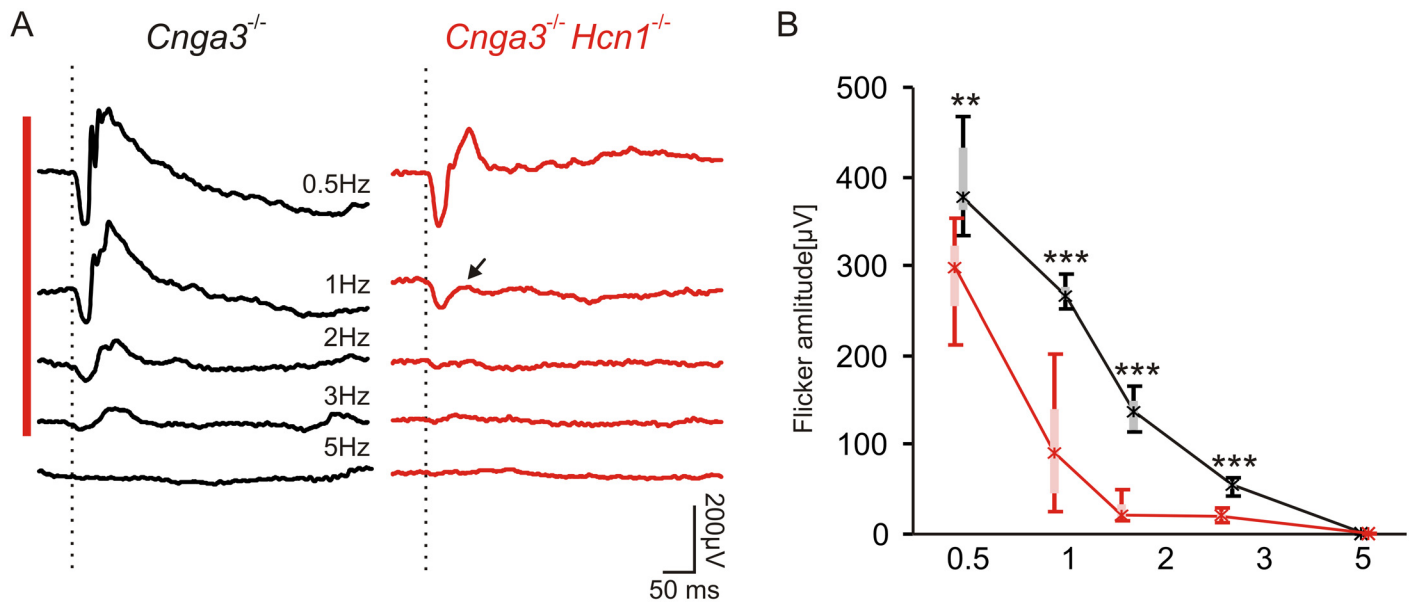 A
Cnga3-/-
Cnga3-/- Hcn1-/-
0.5Hz
1Hz
2Hz
3Hz
5Hz
200µV
50 ms
B
Flicker amlitude[µV]
500
400
300
200
100
0
**
***
***
***
0.5 1 2 3 5